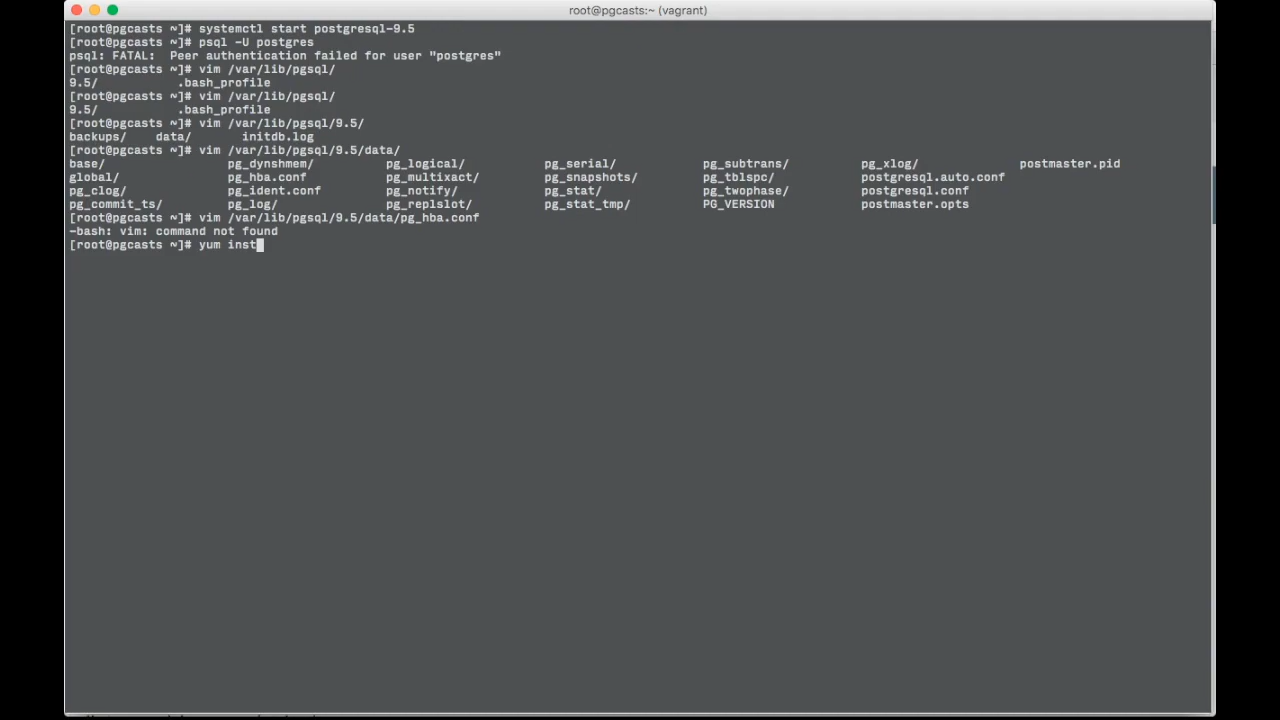 root@pgcasts:~ (vagrant)
[root@pgcasts ~]# systemctl start postgresql-9.5
[root@pgcasts ~]# psql -U postgres
psql: FATAL:  Peer authentication failed for user "postgres"
[root@pgcasts ~]# vim /var/lib/pgsql/
9.5/           .bash_profile
[root@pgcasts ~]# vim /var/lib/pgsql/
9.5/           .bash_profile
[root@pgcasts ~]# vim /var/lib/pgsql/9.5/
backups/    data/       initdb.log
[root@pgcasts ~]# vim /var/lib/pgsql/9.5/data/
base/                 pg_dynshmem/          pg_logical/           pg_serial/            pg_subtrans/          pg_xlog/              postmaster.pid
global/               pg_hba.conf           pg_multixact/         pg_snapshots/         pg_tblspc/            postgresql.auto.conf
pg_clog/              pg_ident.conf         pg_notify/            pg_stat/              pg_twophase/          postgresql.conf
pg_commit_ts/         pg_log/               pg_replslot/          pg_stat_tmp/          PG_VERSION            postmaster.opts
[root@pgcasts ~]# vim /var/lib/pgsql/9.5/data/pg_hba.conf
-bash: vim: command not found
[root@pgcasts ~]# yum inst